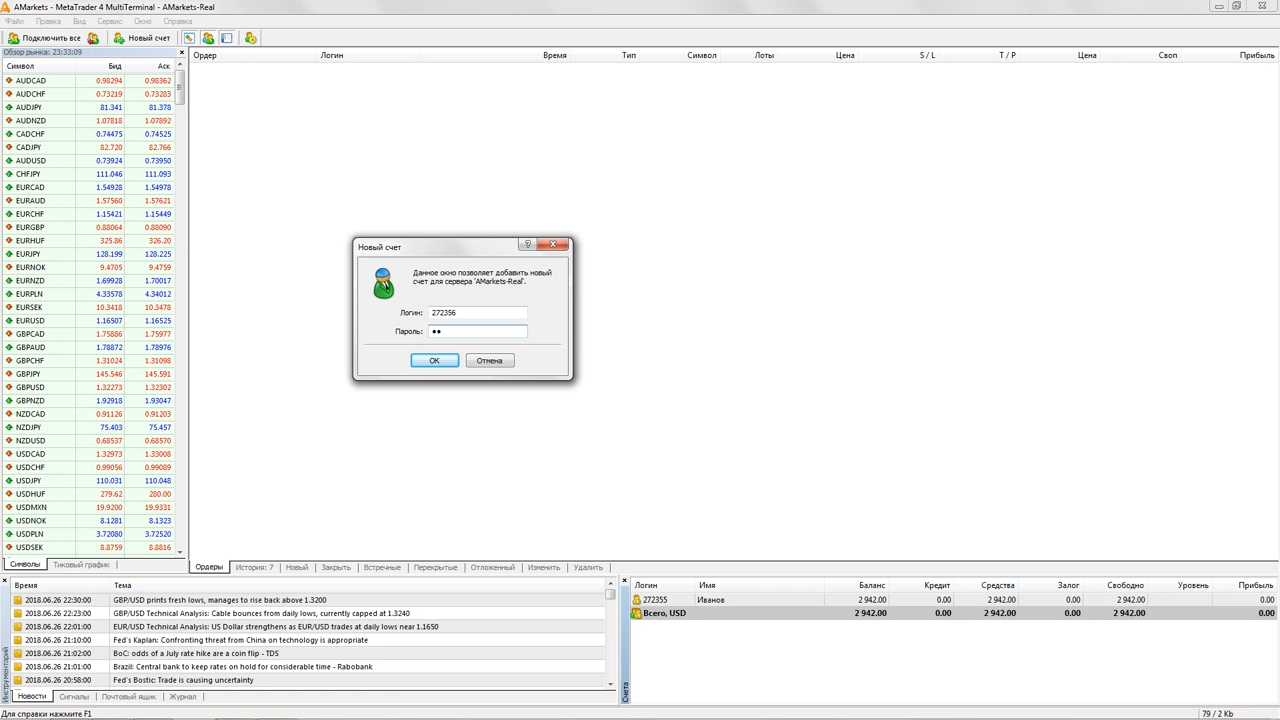 AMarkets - MetaTrader 4 MultiTerminal - AMarkets-Real
Файл Правка Вид Сервис Окно Справка
Подключить все Новый счет
Обзор рынка: 23:33:09
Символ Бид Аск
AUDCAD 0.98294 0.98362
AUDCHF 0.73219 0.73283
AUDJPY 81.341 81.378
AUDNZD 1.07818 1.07892
CADCHF 0.74475 0.74525
CADJPY 82.720 82.766
AUDUSD 0.73924 0.73950
CHFJPY 111.046 111.093
EURCAD 1.54928 1.54978
EURAUD 1.57560 1.57621
EURCHF 1.15421 1.15449
EURGBP 0.88064 0.88090
EURHUF 325.86 326.20
EURJPY 128.199 128.225
EURNOK 9.4705 9.4759
EURNZD 1.69928 1.70017
EURPLN 4.33578 4.34012
EURSEK 10.3418 10.3478
EURUSD 1.16507 1.16525
GBPCAD 1.75886 1.75977
GBPAUD 1.78872 1.78976
GBPCHF 1.31024 1.31098
GBPJPY 145.546 145.591
GBPUSD 1.32273 1.32302
GBPNZD 1.92918 1.93047
NZDCAD 0.91126 0.91203
NZDJPY 75.403 75.457
NZDUSD 0.68537 0.68570
USDCAD 1.32973 1.33008
USDCHF 0.99056 0.99089
USDJPY 110.031 110.048
USDHUF 279.62 280.00
USDMXN 19.9200 19.9331
USDNOK 8.1281 8.1323
USDPLN 3.72080 3.72520
USDSEK 8.8759 8.8816
Символы Тиковый график
Ордер Логин Время Тип Символ Лоты Цена S / L T / P Цена Своп Прибыль
Новый счет
Данное окно позволяет добавить новый
счет для сервера 'AMarkets-Real'.
Логин: 272356
Пароль: ●●
OK Отмена
Ордеры История: 7 Новый Закрыть Встречные Перекрытые Отложенный Изменить Удалить
Время Тема
2018.06.26 22:30:00 GBP/USD prints fresh lows, manages to rise back above 1.3200
2018.06.26 22:23:00 GBP/USD Technical Analysis: Cable bounces from daily lows, currently capped at 1.3240
2018.06.26 22:01:00 EUR/USD Technical Analysis: US Dollar strengthens as EUR/USD trades at daily lows near 1.1650
2018.06.26 21:10:00 Fed's Kaplan: Confronting threat from China on technology is appropriate
2018.06.26 21:02:00 BoC: odds of a July rate hike are a coin flip - TDS
2018.06.26 21:01:00 Brazil: Central bank to keep rates on hold for considerable time - Rabobank
2018.06.26 20:58:00 Fed's Bostic: Trade is causing uncertainty
Новости Сигналы Почтовый ящик Журнал
Инструментарий
Логин Имя Баланс Кредит Средства Залог Свободно Уровень Прибыль
272355 Иванов 2 942.00 0.00 2 942.00 0.00 2 942.00 0.00
Всего, USD 2 942.00 0.00 2 942.00 0.00 2 942.00 0.00
Счета
Для справки нажмите F1
79 / 2 Kb